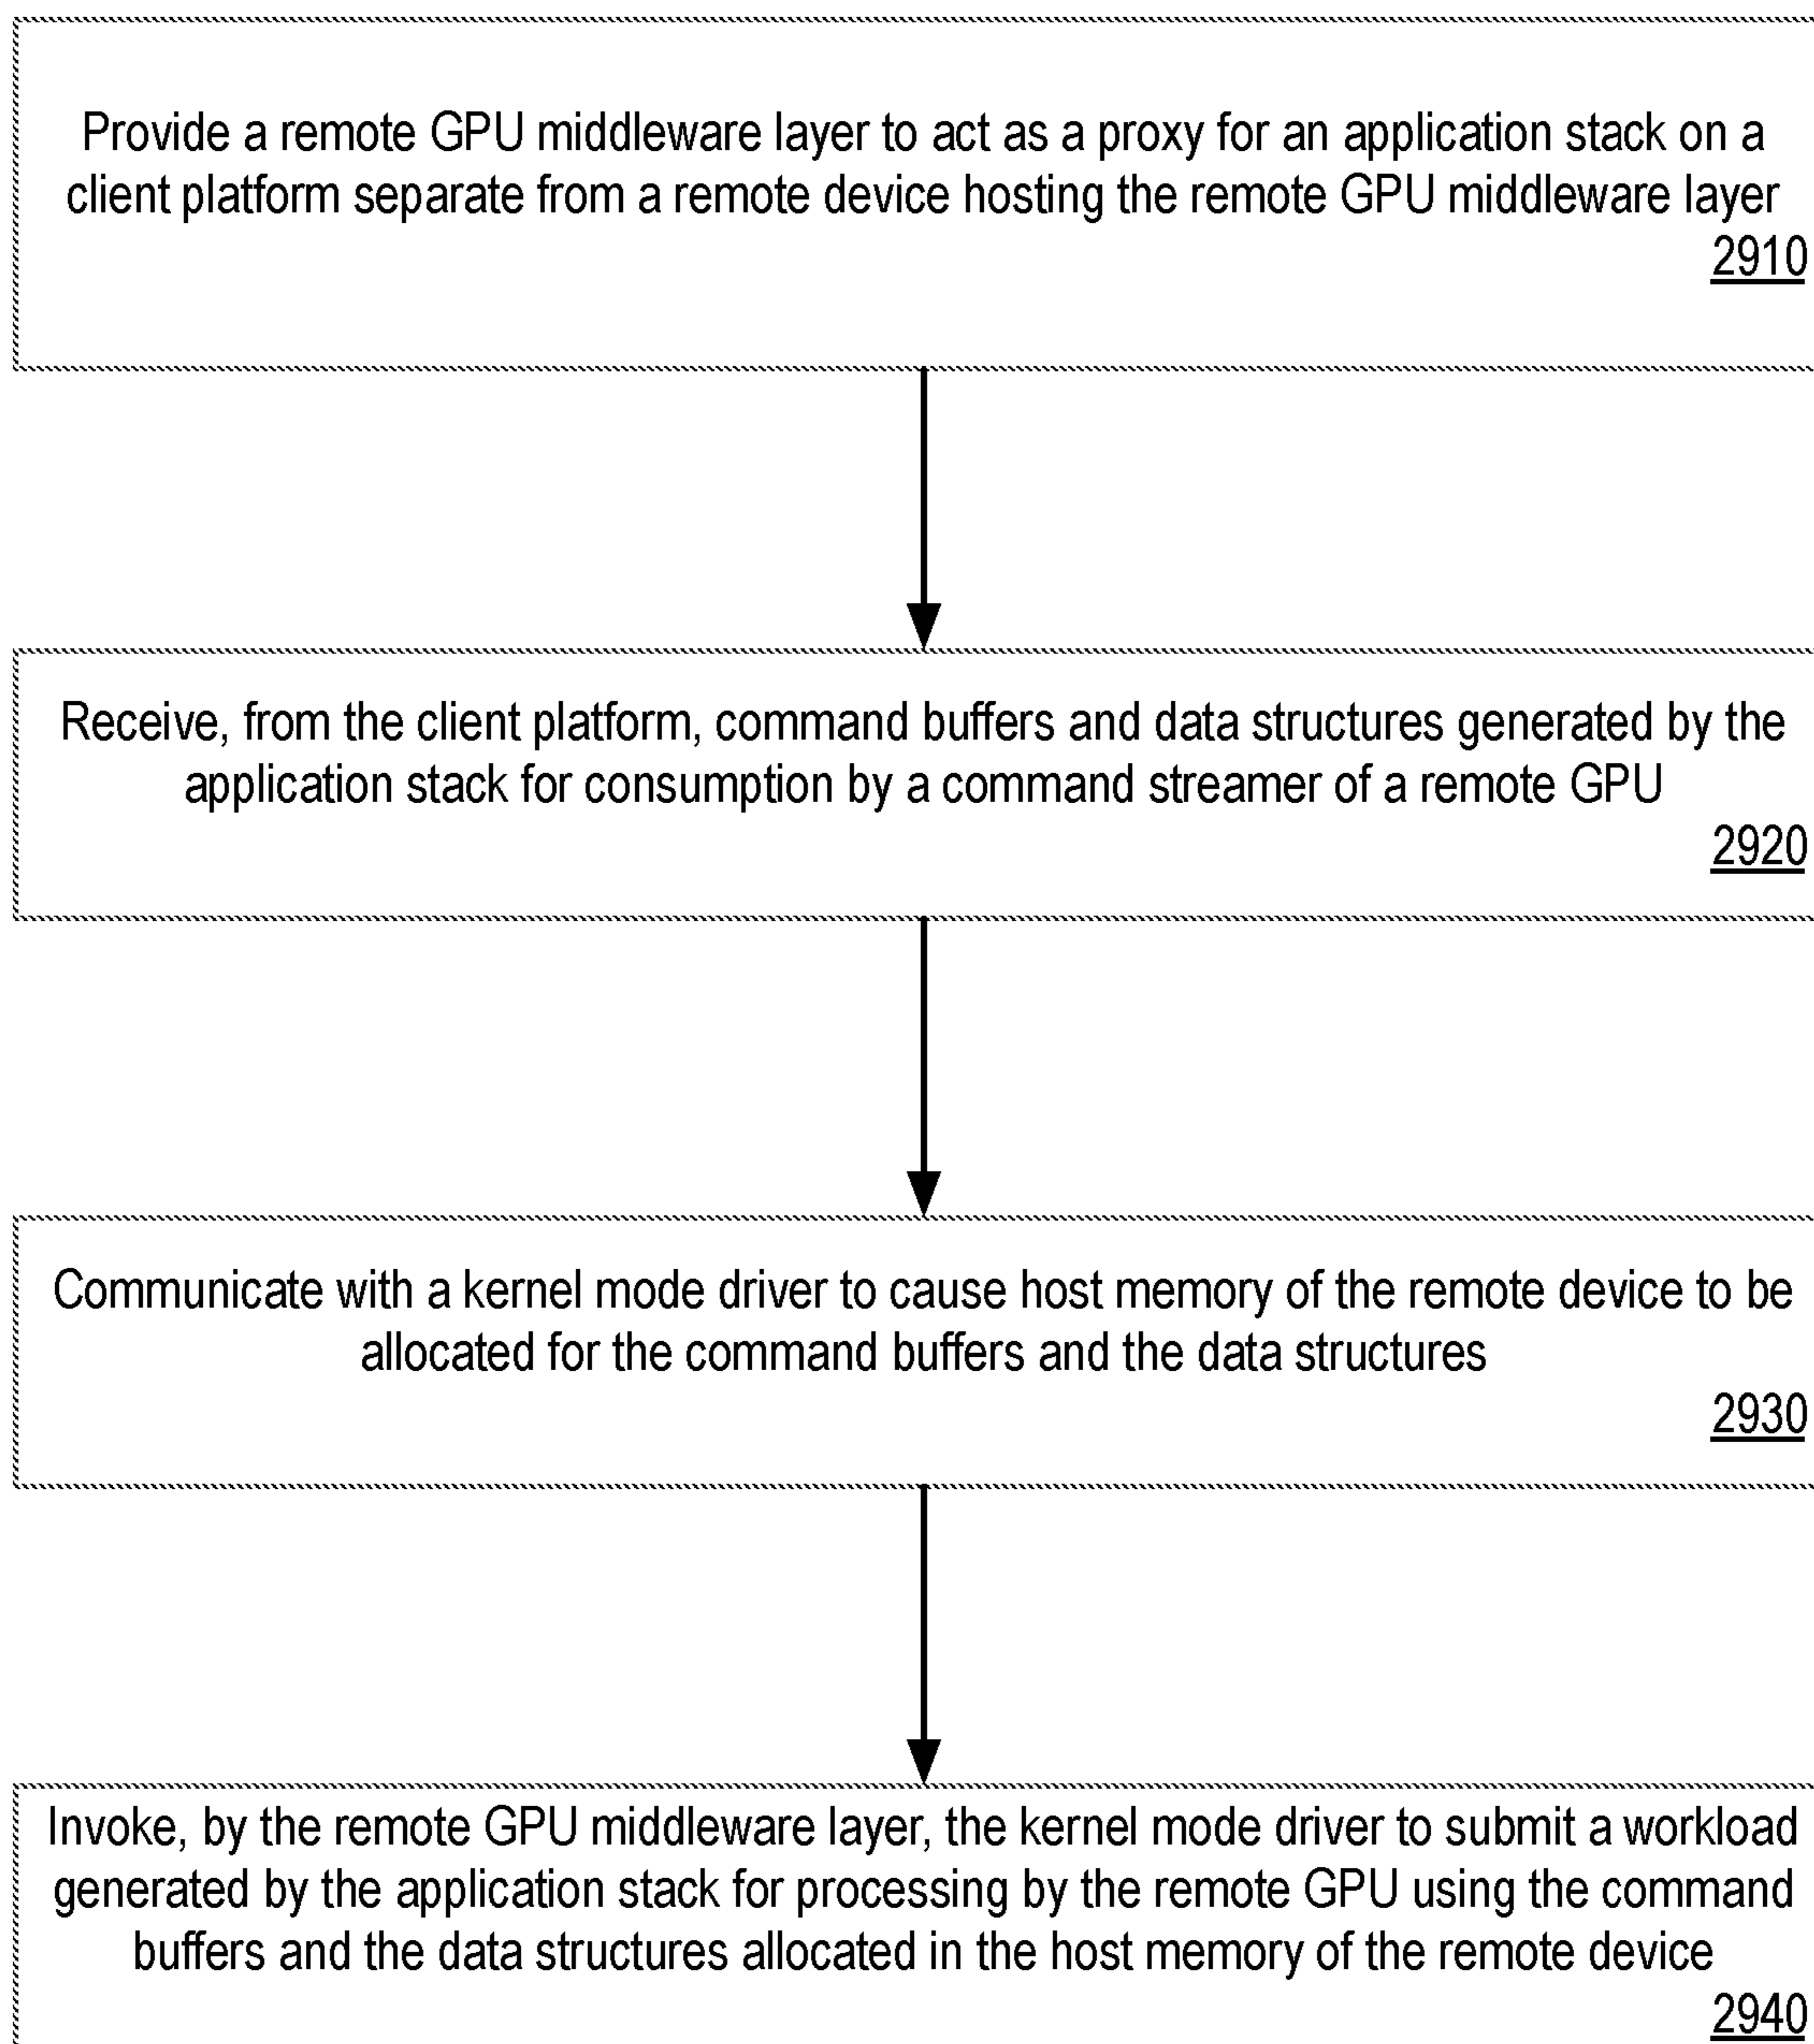 Provide a remote GPU middleware layer to act as a proxy for an application stack on a
client platform separate from a remote device hosting the remote GPU middleware layer
2910
Receive, from the client platform, command buffers and data structures generated by the
application stack for consumption by a command streamer of a remote GPU
2920
Communicate with a kernel mode driver to cause host memory of the remote device to be
allocated for the command buffers and the data structures
2930
Invoke, by the remote GPU middleware layer, the kernel mode driver to submit a workload
generated by the application stack for processing by the remote GPU using the command
buffers and the data structures allocated in the host memory of the remote device
2940